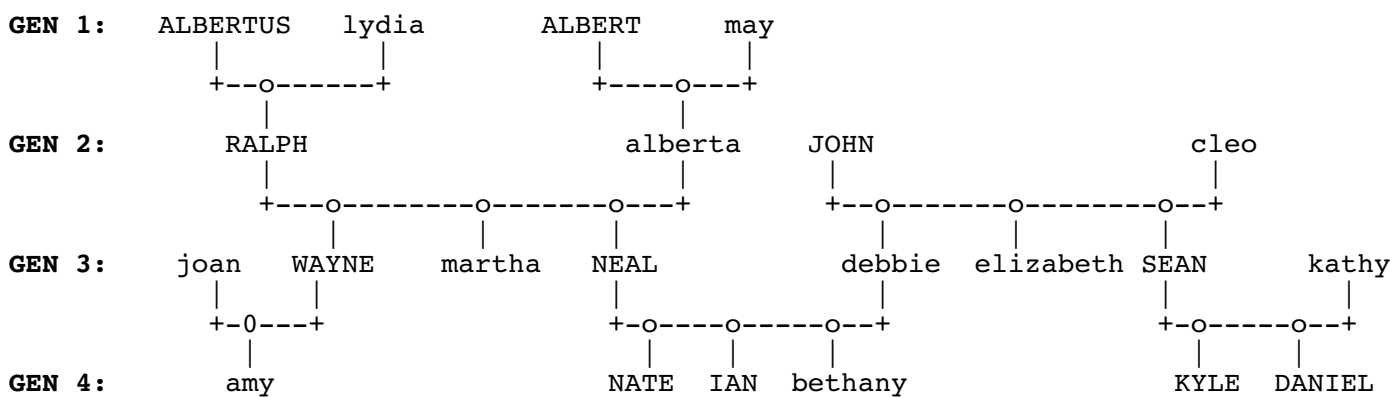 GEN 1: ALBERTUS lydia ALBERT may
GEN 2: RALPH alberta JOHN cleo
GEN 3: joan WAYNE martha NEAL debbie elizabeth SEAN kathy
GEN 4: amy NATE IAN bethany KYLE DANIEL